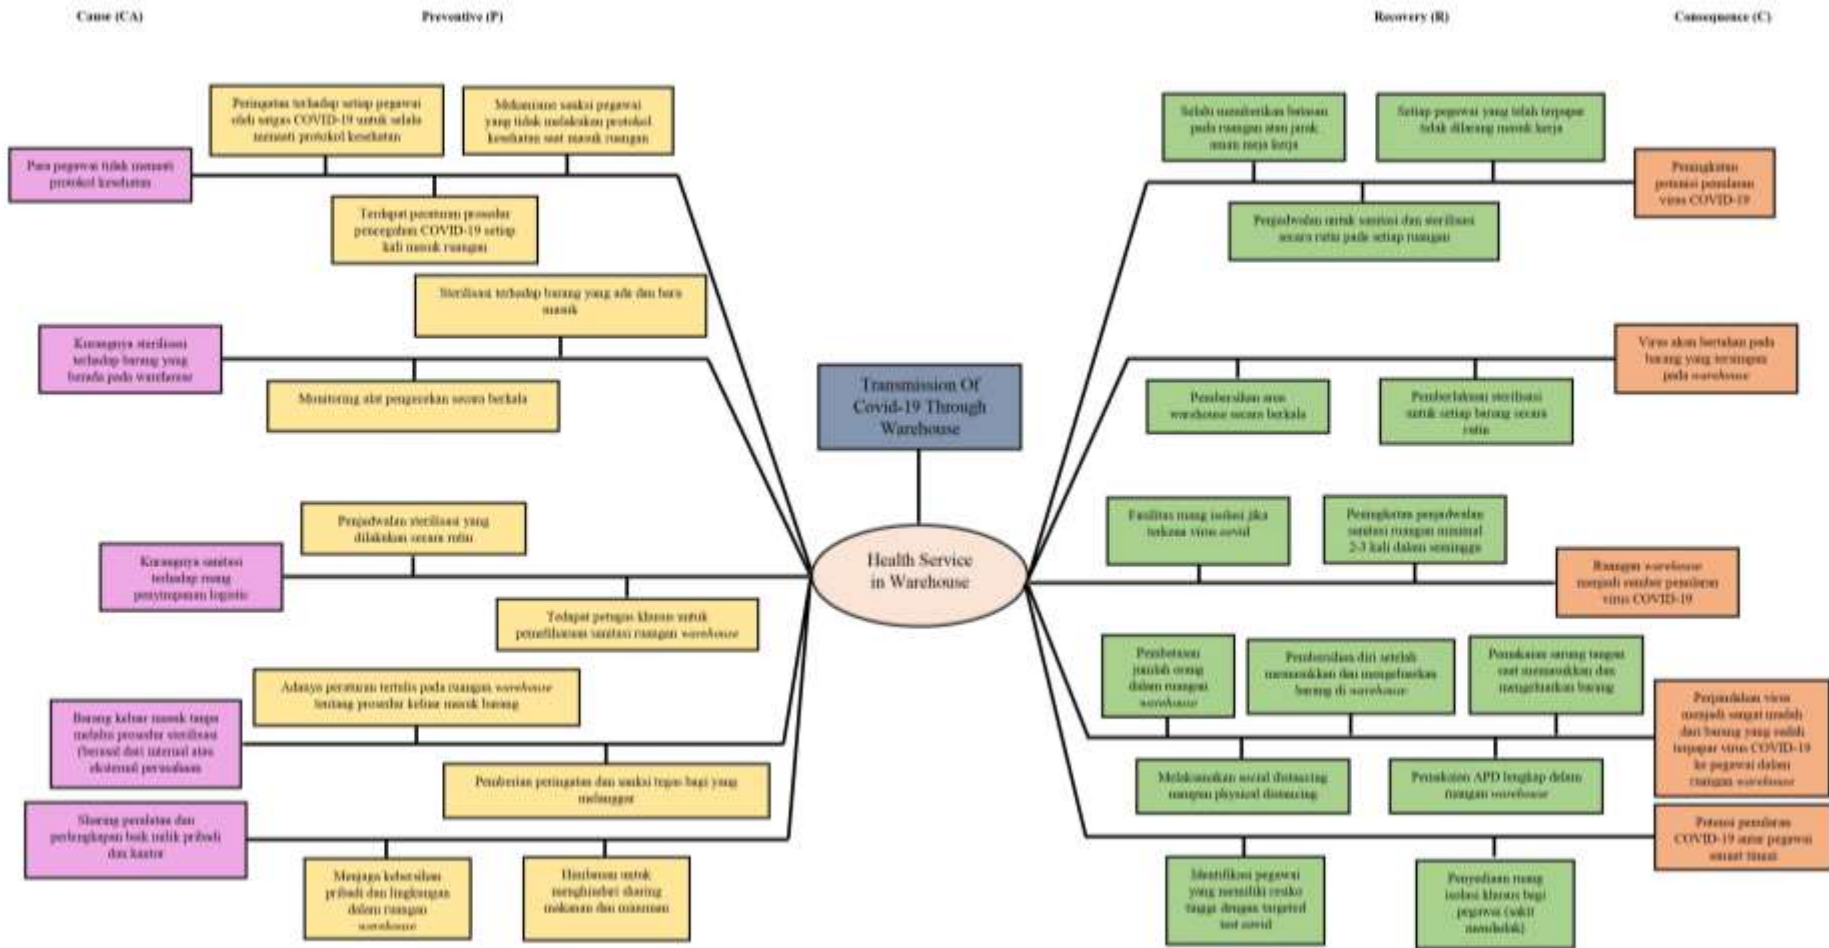 Cause (CA)
Preventive (P)
Recovery (R)
Consequence (C)
Para pegawai tidak menaati
protokol kesehatan
Peringatan terhadap setiap pegawai
oleh satgas COVID-19 untuk selalu
menaati protokol kesehatan
Mekanisme sanksi pegawai
yang tidak melakukan protokol
kesehatan saat masuk ruangan
Terdapat peraturan prosedur
pencegahan COVID-19 setiap
kali masuk ruangan
Kurangnya sterilisasi
terhadap barang yang
berada pada warehouse
Sterilisasi terhadap barang yang ada dan baru
masuk
Monitoring alat pengecekan secara berkala
Kurangnya sanitasi
terhadap ruang
penyimpanan logistic
Penjadwalan sterilisasi yang
dilakukan secara rutin
Tedapat petugas khusus untuk
pemeliharaan sanitasi ruangan warehouse
Barang keluar masuk tanpa
melalui prosedur sterilisasi
(berasal dari internal atau
eksternal perusahaan
Adanya peraturan tertulis pada ruangan warehouse
tentang prosedur keluar masuk barang
Pemberian peringatan dan sanksi tegas bagi yang
melanggar
Sharing peralatan dan
perlengkapan baik milik pribadi
dan kantor
Menjaga kebersihan
pribadi dan lingkungan
dalam ruangan
warehouse
Himbauan untuk
menghindri sharing
makanan dan minuman
Transmission Of
Covid-19 Through
Warehouse
Health Service
in Warehouse
Selalu memberikan batasan
pada ruangan atau jarak
aman meja kerja
Setiap pegawai yang telah terpapar
tidak dilarang masuk kerja
Penjadwalan untuk sanitasi dan sterilisasi
secara rutin pada setiap ruangan
Peningkatan
potensi penularan
virus COVID-19
Pembersihan area
warehouse secara berkala
Pemberlakuan sterilisasi
untuk setiap barang secara
rutin
Virus akan bertahan pada
barang yang tersimpan
pada warehouse
Fasilitas ruang isolasi jika
terkena virus covid
Peningkatan penjadwalan
sanitasi ruangan minimal
2-3 kali dalam seminggu
Ruangan warehouse
menjadi sumber penularan
virus COVID-19
Pembatasan
jumlah orang
dalam ruangan
warehouse
Pembersihan diri setelah
memasukkan dan mengeluarkan
barang di warehouse
Pemakaian sarung tangan
saat memasukkan dan
mengeluarkan barang
Melaksanakan social distancing
maupun physical distancing
Pemakaian APD lengkap dalam
ruangan warehouse
Perpindahan virus
menjadi sangat mudah
dari barang yang sudah
terpapar virus COVID-19
ke pegawai dalam
ruangan warehouse
Identifikasi pegawai
yang memiliki resiko
tinggi dengan targeted
test covid
Penyediaan ruang
isolasi khusus bagi
pegawai (sakit
mendadak)
Potensi penularan
COVID-19 antar pegawai
amat tinggi